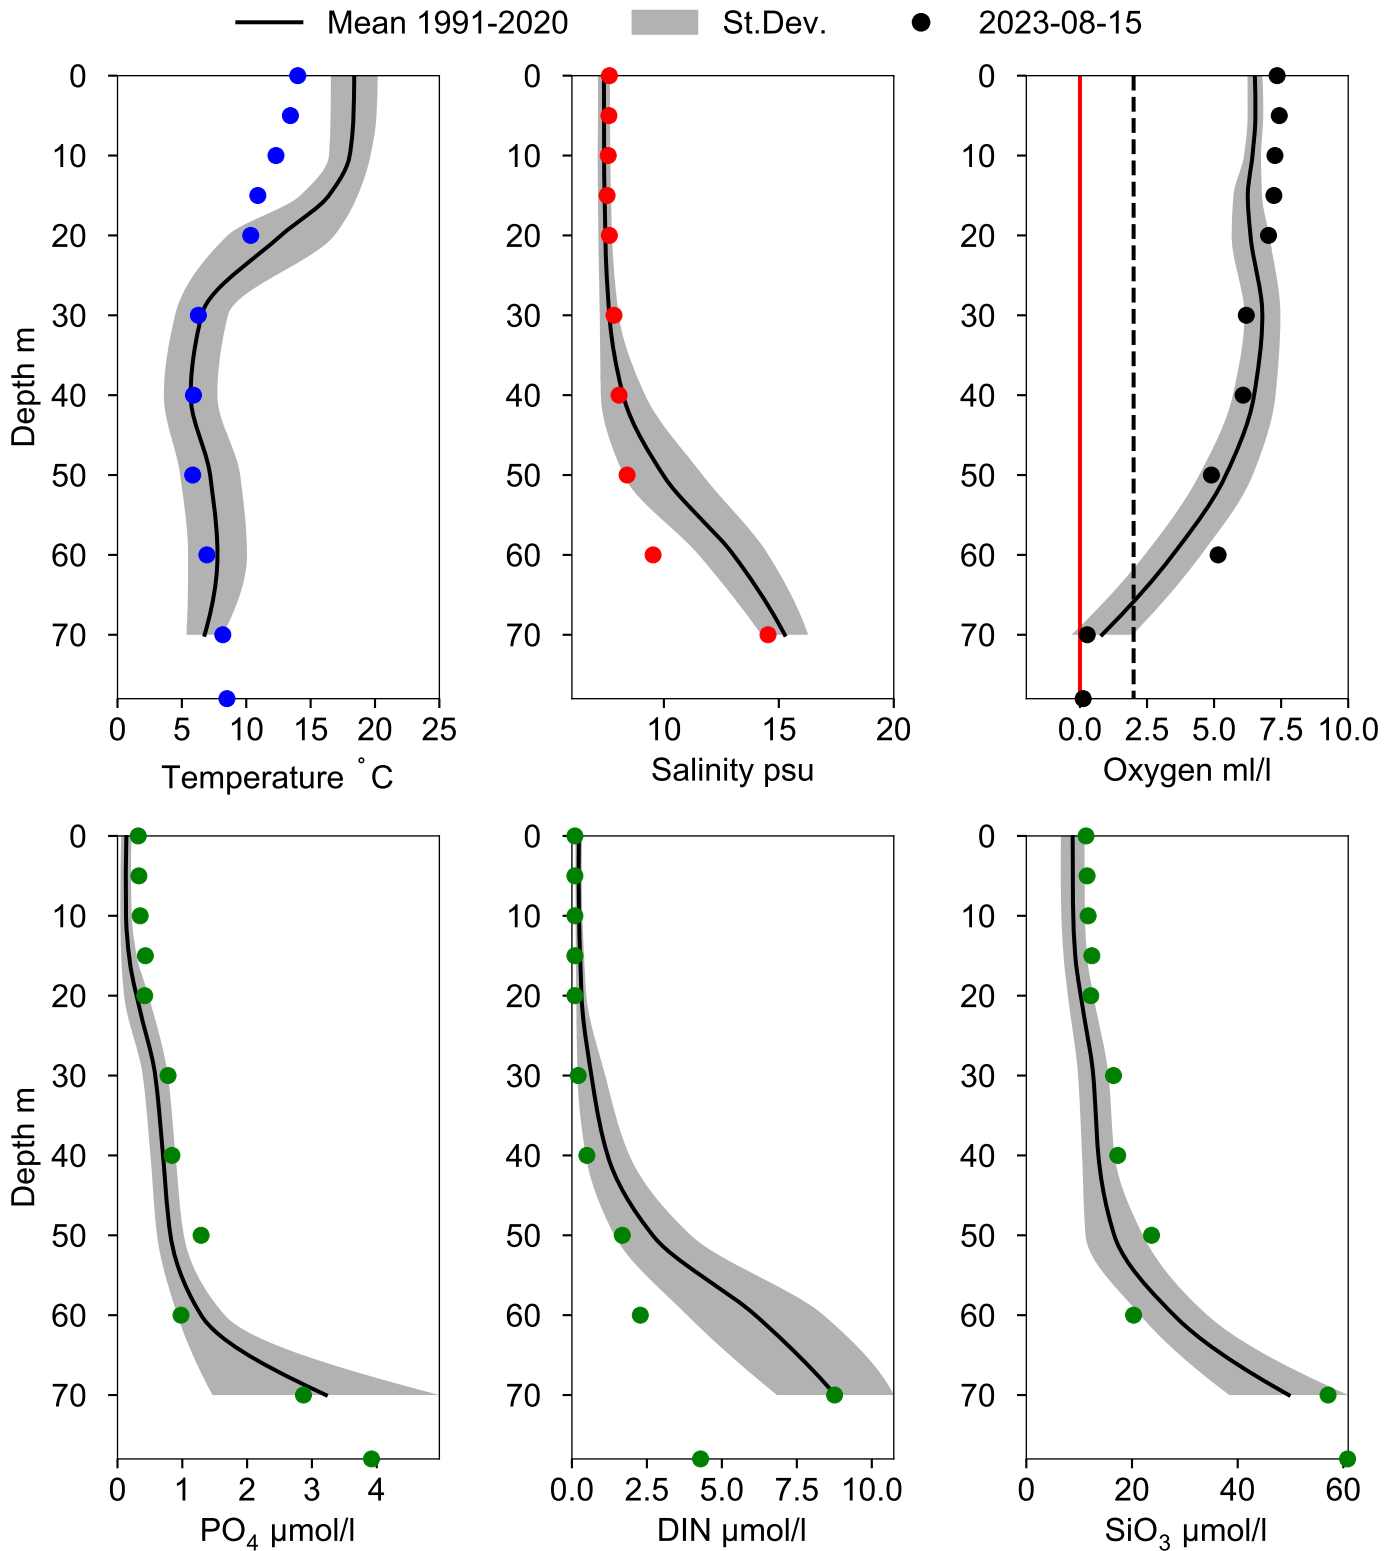 Mean 1991-2020 St.Dev. 2023-08-15
0 0 0
10 10 10
20 20 20
30 30 30
40 40 40
50 50 50
60 60 60
70 70 70
Depth m
0 5 10 15 20 25 10 15 20 0.0 2.5 5.0 7.5 10.0
Temperature °C Salinity psu Oxygen ml/l
0 0 0
10 10 10
20 20 20
30 30 30
40 40 40
50 50 50
60 60 60
70 70 70
Depth m
0 1 2 3 4 0.0 2.5 5.0 7.5 10.0 0 20 40 60
PO₄ µmol/l DIN µmol/l SiO₃ µmol/l